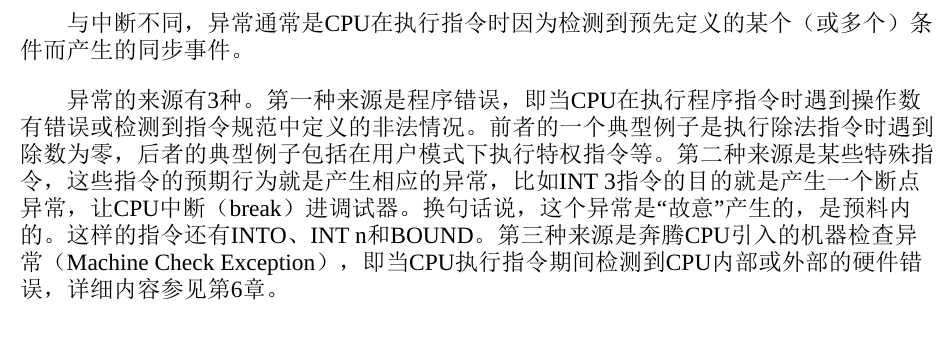 与中断不同，异常通常是CPU在执行指令时因为检测到预先定义的某个（或多个）条
件而产生的同步事件。
异常的来源有3种。第一种来源是程序错误，即当CPU在执行程序指令时遇到操作数
有错误或检测到指令规范中定义的非法情况。前者的一个典型例子是执行除法指令时遇到
除数为零，后者的典型例子包括在用户模式下执行特权指令等。第二种来源是某些特殊指
令，这些指令的预期行为就是产生相应的异常，比如INT 3指令的目的就是产生一个断点
异常，让CPU中断（break）进调试器。换句话说，这个异常是“故意”产生的，是预料内
的。这样的指令还有INTO、INT n和BOUND。第三种来源是奔腾CPU引入的机器检查异
常（Machine Check Exception），即当CPU执行指令期间检测到CPU内部或外部的硬件错
误，详细内容参见第6章。